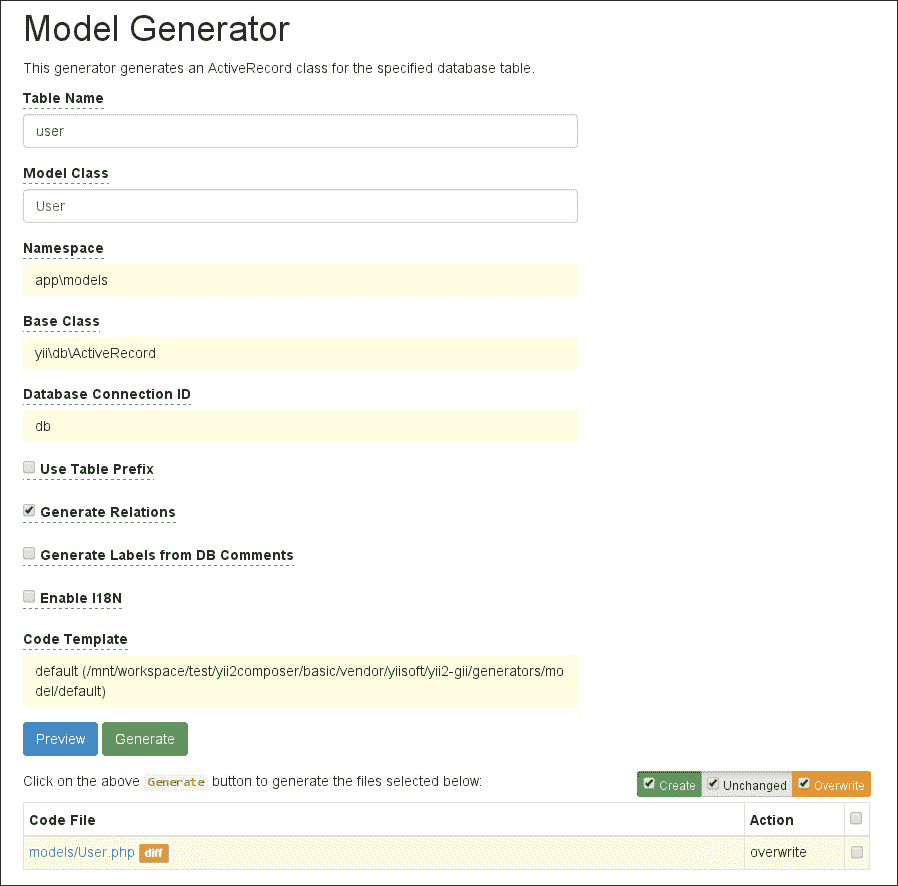 Model Generator
This generator generates an ActiveRecord class for the specified database table.
Table Name
user
Model Class
User
Namespace
app\models
Base Class
yii\db\ActiveRecord
Database Connection ID
db
Use Table Prefix
Generate Relations
Generate Labels from DB Comments
Enable I18N
Code Template
default (/mnt/workspace/test/yii2composer/basic/vendor/yiisoft/yii2-gii/generators/mo
del/default)
Preview Generate
Click on the above Generate button to generate the files selected below: Create Unchanged Overwrite
Code File Action
models/User.php diff overwrite